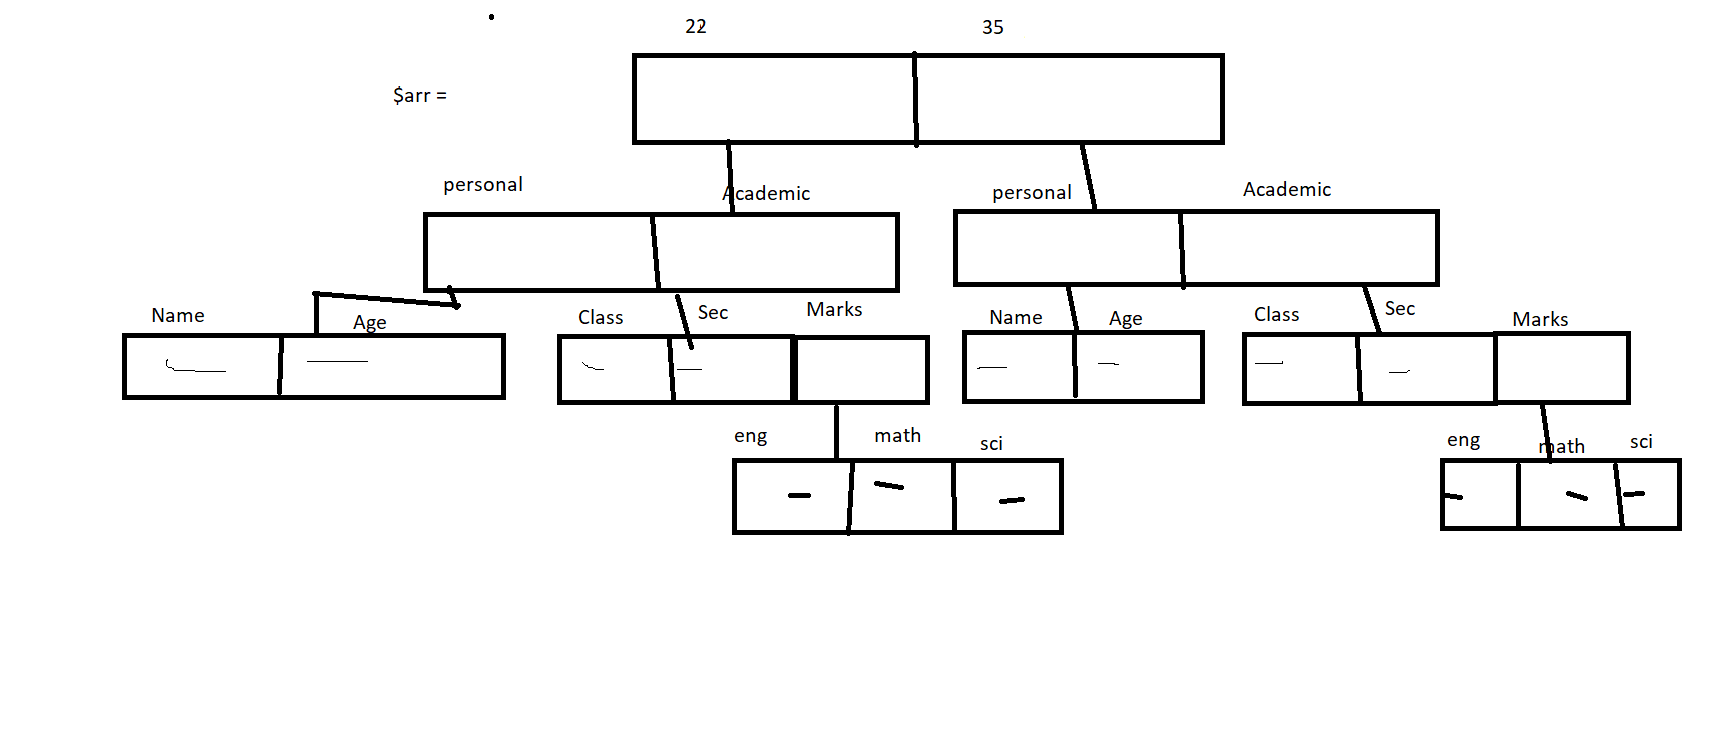 22 35
$arr =
personal Academic personal Academic
Name Age Class Sec Marks Name Age Class Sec Marks
eng math sci eng math sci